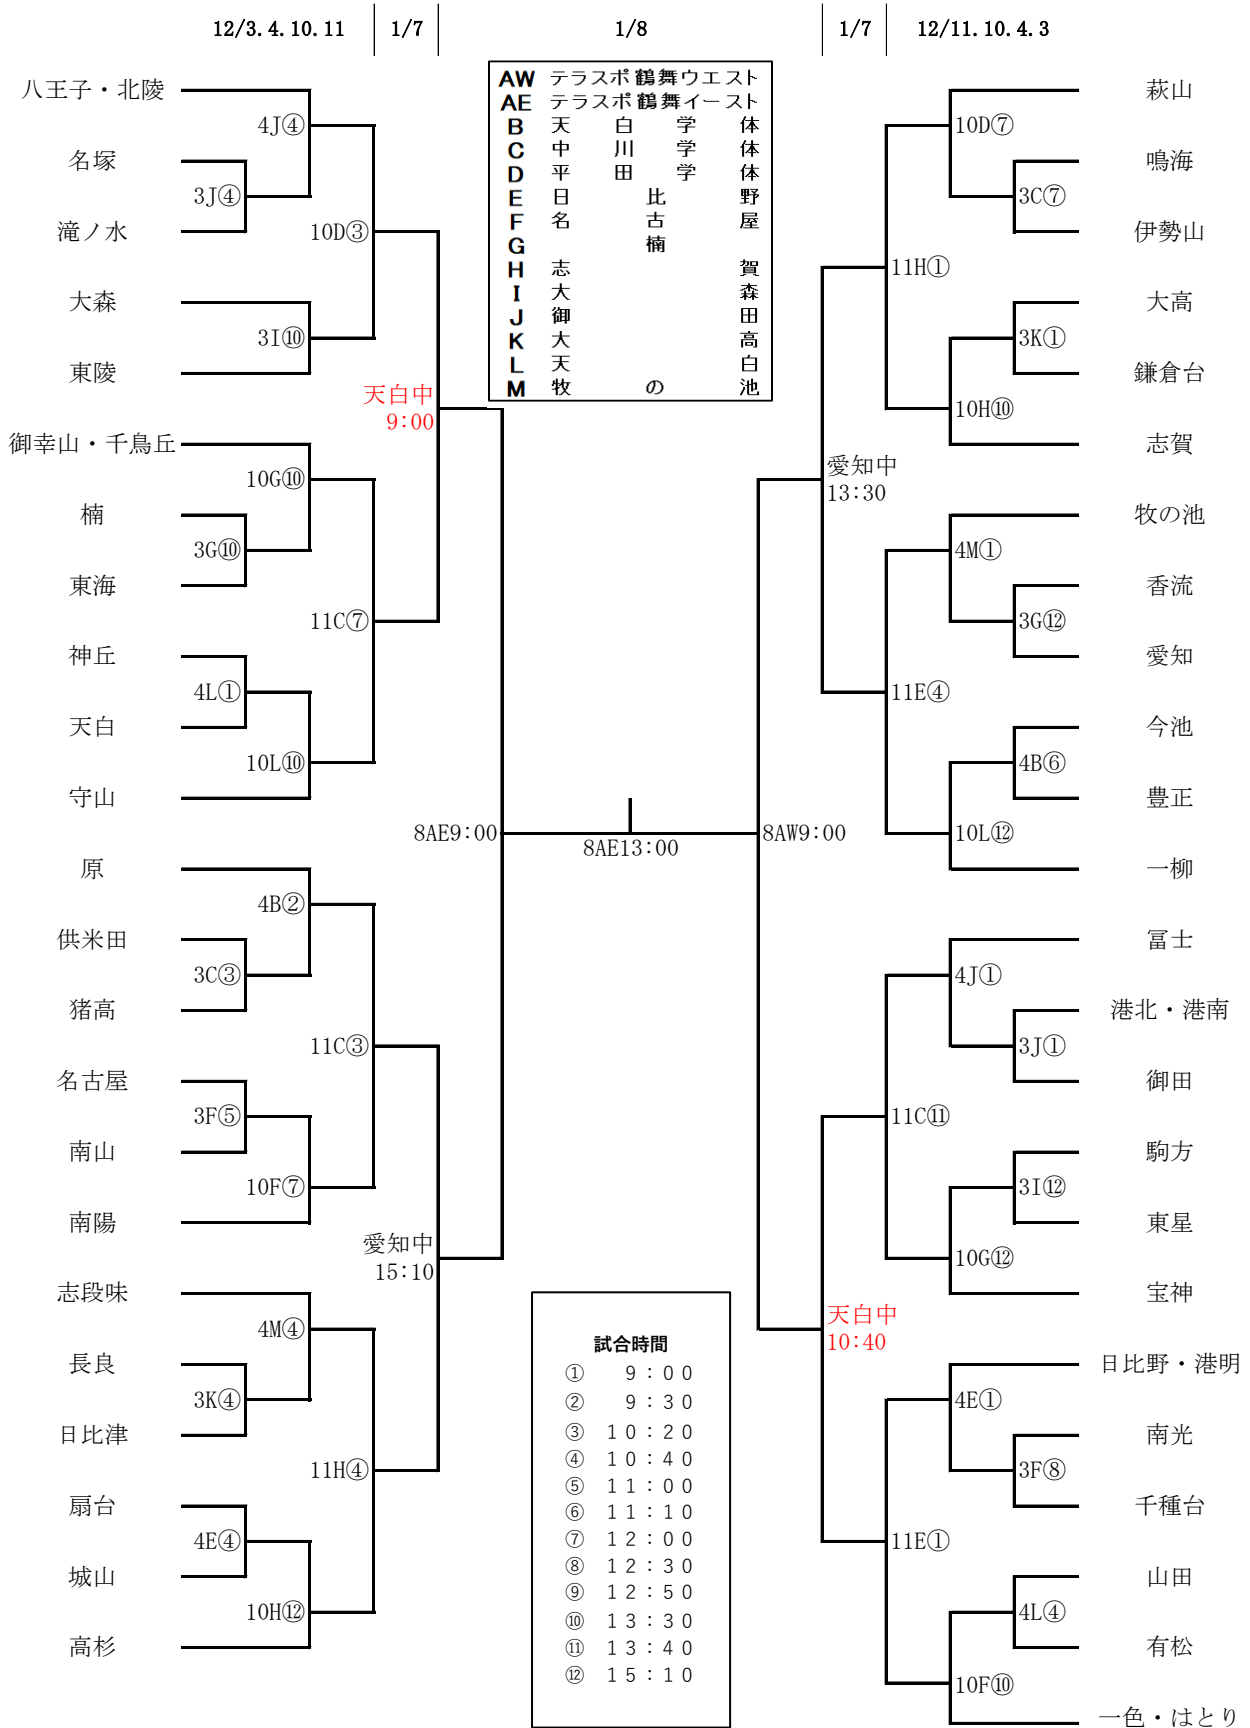 12/3.4.10.11 1/7 1/8 1/7 12/11.10.4.3
AW テラスポ鶴舞ウエスト
AE テラスポ鶴舞イースト
B 天白学体
C 中川学体
D 平田学体
E 日比野
F 名古屋
G 楠
H 志賀
I 大森
J 御田
K 大高
L 天白
M 牧の池
八王子・北陵
4J④
名塚
3J④
滝ノ水
10D③
大森
3I⑩
東陵
天白中
9:00
御幸山・千鳥丘
10G⑩
楠
3G⑩
東海
11C⑦
神丘
4L①
天白
10L⑩
守山
8AE9:00
原
4B②
供米田
3C③
猪高
11C③
名古屋
3F⑤
南山
10F⑦
南陽
愛知中
15:10
志段味
4M④
長良
3K④
日比津
11H④
扇台
4E④
城山
10H⑫
高杉
8AE13:00
萩山
10D⑦
鳴海
3C⑦
伊勢山
11H①
大高
3K①
鎌倉台
10H⑩
志賀
愛知中
13:30
牧の池
4M①
香流
3G⑫
愛知
11E④
今池
4B⑥
豊正
10L⑫
一柳
8AW9:00
冨士
4J①
港北・港南
3J①
御田
11C⑪
駒方
3I⑫
東星
10G⑫
宝神
天白中
10:40
日比野・港明
4E①
南光
3F⑧
千種台
11E①
山田
4L④
有松
10F⑩
一色・はとり
試合時間
① 9：00
② 9：30
③ 10：20
④ 10：40
⑤ 11：00
⑥ 11：10
⑦ 12：00
⑧ 12：30
⑨ 12：50
⑩ 13：30
⑪ 13：40
⑫ 15：10